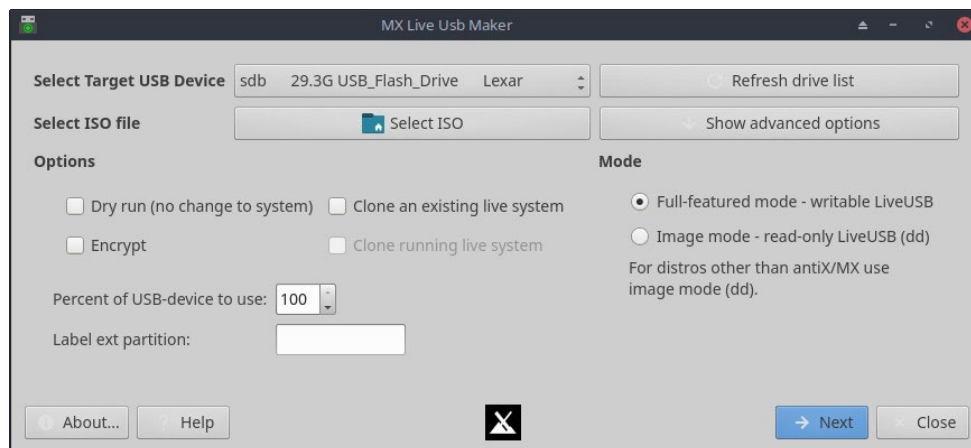 MX Live Usb Maker
Select Target USB Device sdb 29.3G USB_Flash_Drive Lexar Refresh drive list
Select ISO file Select ISO Show advanced options
Options Mode
Dry run (no change to system) Clone an existing live system Full-featured mode - writable LiveUSB
Encrypt Clone running live system Image mode - read-only LiveUSB (dd)
For distros other than antiX/MX use
image mode (dd).
Percent of USB-device to use: 100
Label ext partition:
About... Help Next Close